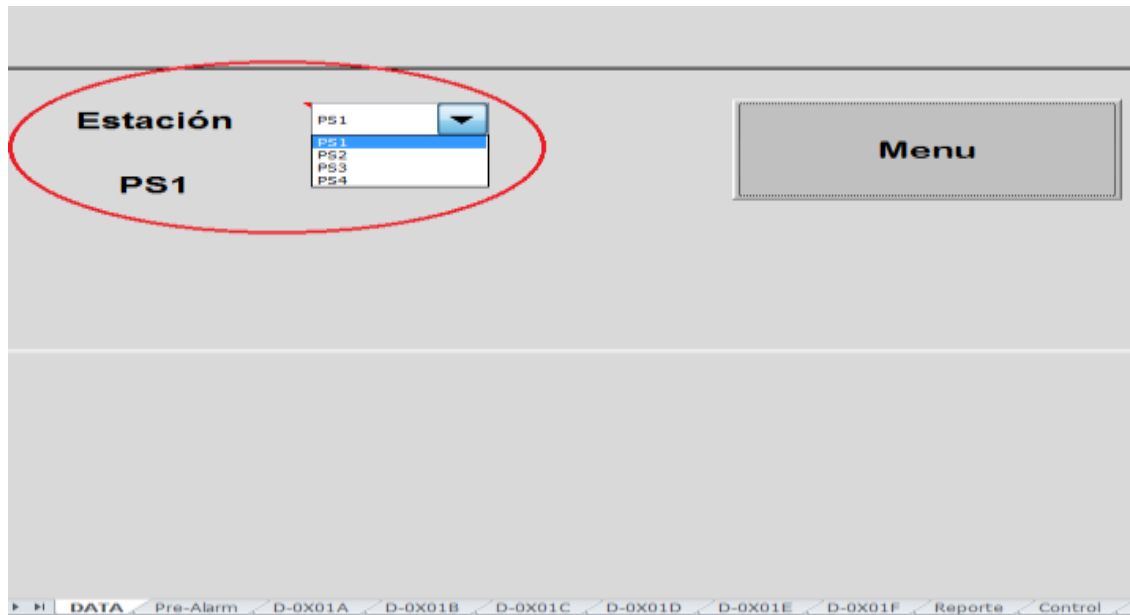 Estación
PS1
PS1
PS2
PS3
PS4
PS1
Menu
DATA Pre-Alarm D-0X01A D-0X01B D-0X01C D-0X01D D-0X01E D-0X01F Reporte Control